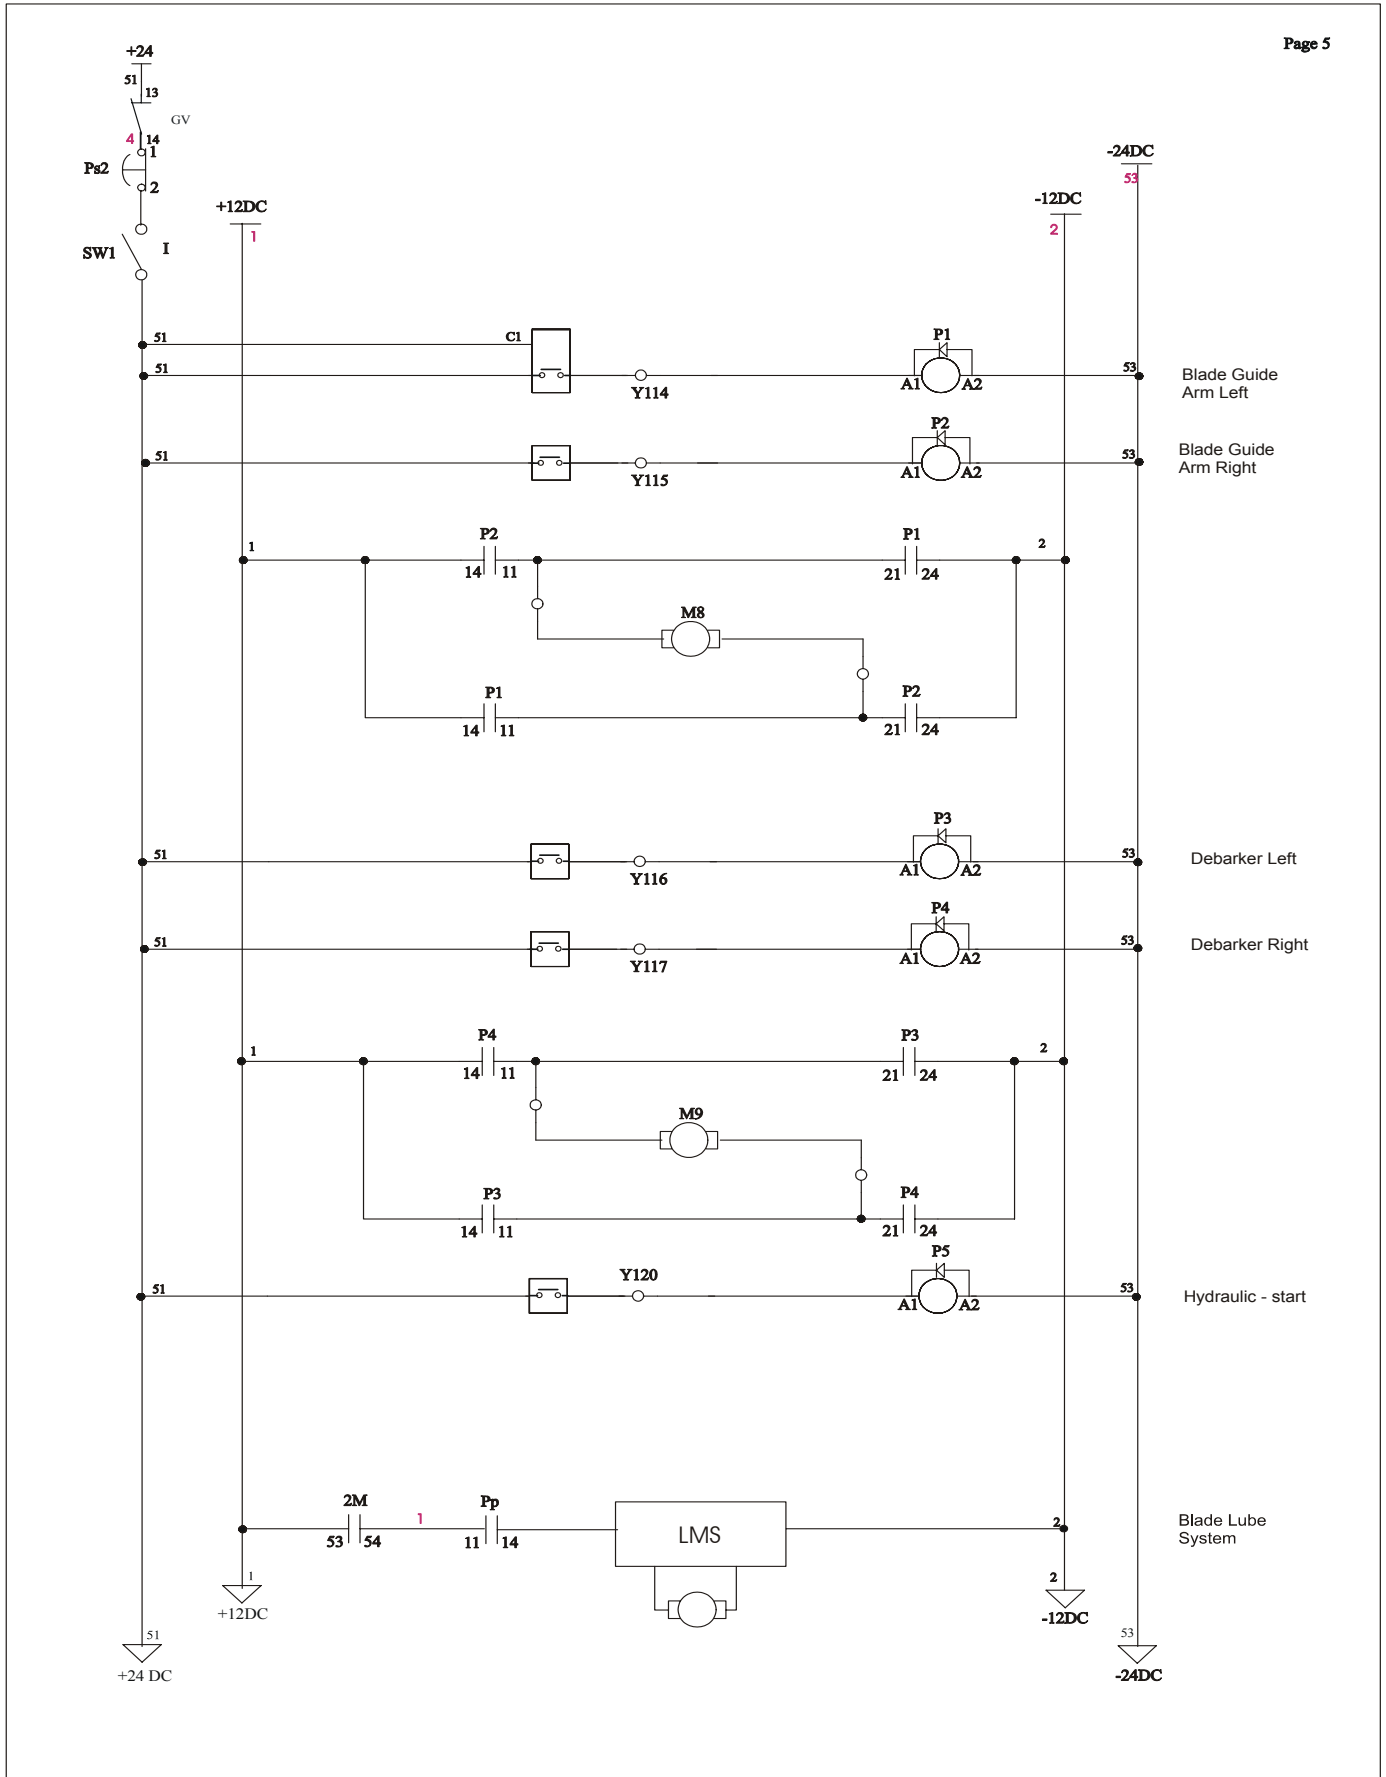 Page 5
+24
51
13
GV
4 14
1
Ps2
2
SW1 I
+12DC
1
-12DC
2
-24DC
53
51 C1
P1
51 Y114 A1 A2 53
Blade Guide
Arm Left
P2
51 Y115 A1 A2 53
Blade Guide
Arm Right
1 P2 P1 2
14 11 21 24
M8
P1 P2
14 11 21 24
P3
51 Y116 A1 A2 53
Debarker Left
P4
51 Y117 A1 A2 53
Debarker Right
1 P4 P3 2
14 11 21 24
M9
P3 P4
14 11 21 24
P5
51 Y120 A1 A2 53
Hydraulic - start
2M 1 Pp
53 54 11 14
LMS
2
Blade Lube
System
1
+12DC
2
-12DC
51
+24 DC
53
-24DC